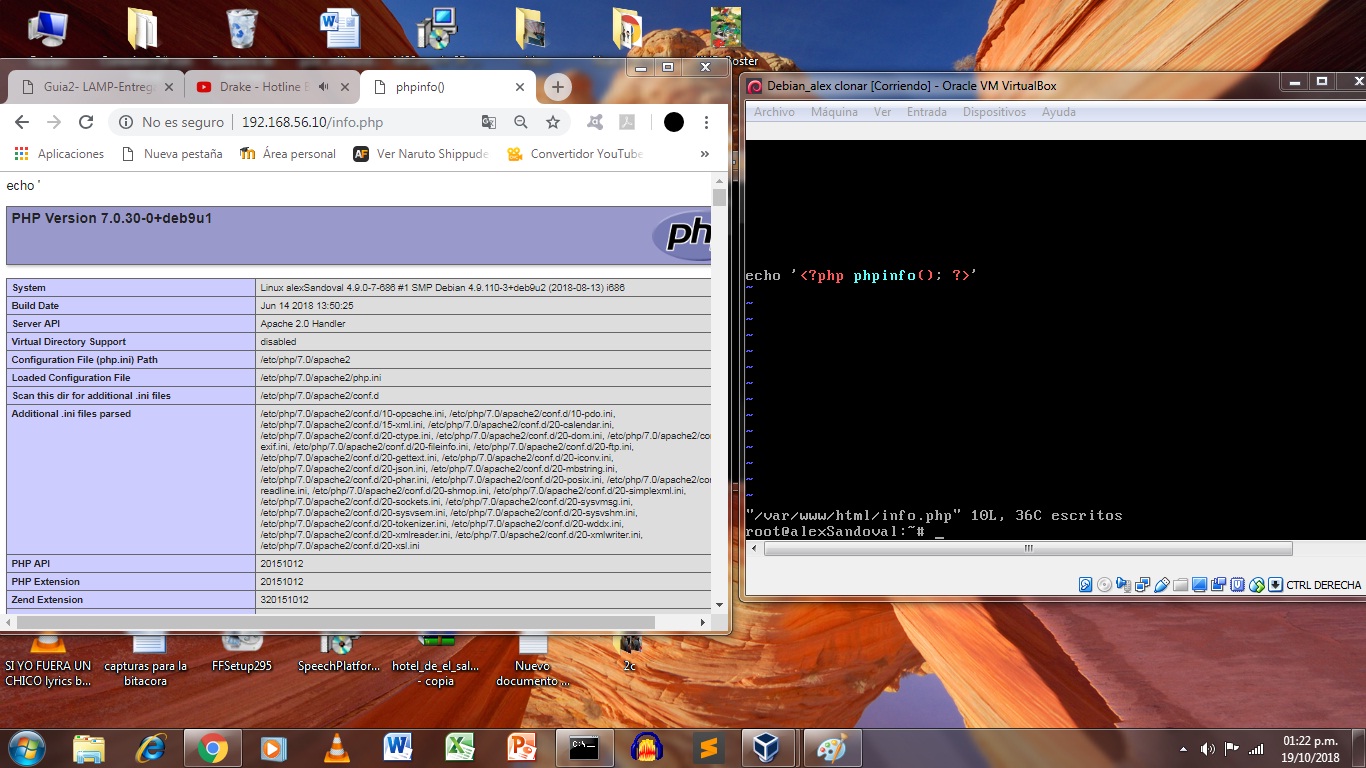 oster
Guia2- LAMP-Entreg
Drake - Hotline B
phpinfo()
No es seguro
192.168.56.10/info.php
Aplicaciones
Nueva pestaña
Área personal
Ver Naruto Shippude
Convertidor YouTube
»
echo '
PHP Version 7.0.30-0+deb9u1
php
System
Linux alexSandoval 4.9.0-7-686 #1 SMP Debian 4.9.110-3+deb9u2 (2018-08-13) i686
Build Date
Jun 14 2018 13:50:25
Server API
Apache 2.0 Handler
Virtual Directory Support
disabled
Configuration File (php.ini) Path
/etc/php/7.0/apache2
Loaded Configuration File
/etc/php/7.0/apache2/php.ini
Scan this dir for additional .ini files
/etc/php/7.0/apache2/conf.d
Additional .ini files parsed
/etc/php/7.0/apache2/conf.d/10-opcache.ini, /etc/php/7.0/apache2/conf.d/10-pdo.ini,
/etc/php/7.0/apache2/conf.d/15-xml.ini, /etc/php/7.0/apache2/conf.d/20-calendar.ini,
/etc/php/7.0/apache2/conf.d/20-ctype.ini, /etc/php/7.0/apache2/conf.d/20-dom.ini, /etc/php/7.0/apache2/con
exif.ini, /etc/php/7.0/apache2/conf.d/20-fileinfo.ini, /etc/php/7.0/apache2/conf.d/20-ftp.ini,
/etc/php/7.0/apache2/conf.d/20-gettext.ini, /etc/php/7.0/apache2/conf.d/20-iconv.ini,
/etc/php/7.0/apache2/conf.d/20-json.ini, /etc/php/7.0/apache2/conf.d/20-mbstring.ini,
/etc/php/7.0/apache2/conf.d/20-phar.ini, /etc/php/7.0/apache2/conf.d/20-posix.ini, /etc/php/7.0/apache2/con
readline.ini, /etc/php/7.0/apache2/conf.d/20-shmop.ini, /etc/php/7.0/apache2/conf.d/20-simplexml.ini,
/etc/php/7.0/apache2/conf.d/20-sockets.ini, /etc/php/7.0/apache2/conf.d/20-sysvmsg.ini,
/etc/php/7.0/apache2/conf.d/20-sysvsem.ini, /etc/php/7.0/apache2/conf.d/20-sysvshm.ini,
/etc/php/7.0/apache2/conf.d/20-tokenizer.ini, /etc/php/7.0/apache2/conf.d/20-wddx.ini,
/etc/php/7.0/apache2/conf.d/20-xmlreader.ini, /etc/php/7.0/apache2/conf.d/20-xmlwriter.ini,
/etc/php/7.0/apache2/conf.d/20-xsl.ini
PHP API
20151012
PHP Extension
20151012
Zend Extension
320151012
Debian_alex clonar [Corriendo] - Oracle VM VirtualBox
Archivo Máquina Ver Entrada Dispositivos Ayuda
echo '<?php phpinfo(); ?>'
~
~
~
~
~
~
~
~
~
~
~
~
~
~
"/var/www/html/info.php" 10L, 36C escritos
root@alexSandoval:~# _
CTRL DERECHA
SI YO FUERA UN
CHICO lyrics b...
capturas para la
bitacora
FFSetup295
SpeechPlatfor...
hotel_de_el_sal...
- copia
Nuevo
documento ...
2c
01:22 p.m.
19/10/2018